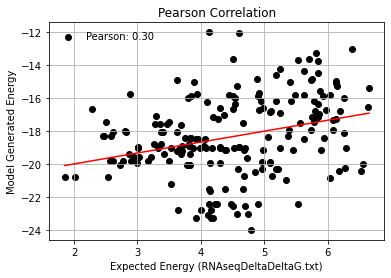 Pearson Correlation
Pearson: 0.30
Model Generated Energy
−12
−14
−16
−18
−20
−22
−24
2 3 4 5 6
Expected Energy (RNAseqDeltaDeltaG.txt)